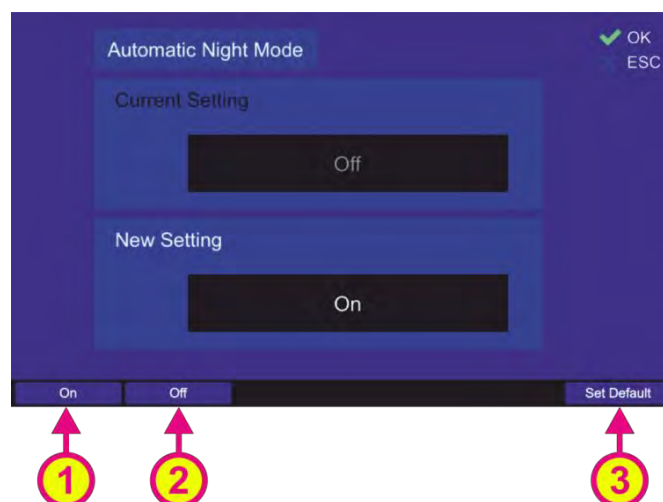 Automatic Night Mode
OK
ESC
Current Setting
Off
New Setting
On
On Off Set Default
1 2 3